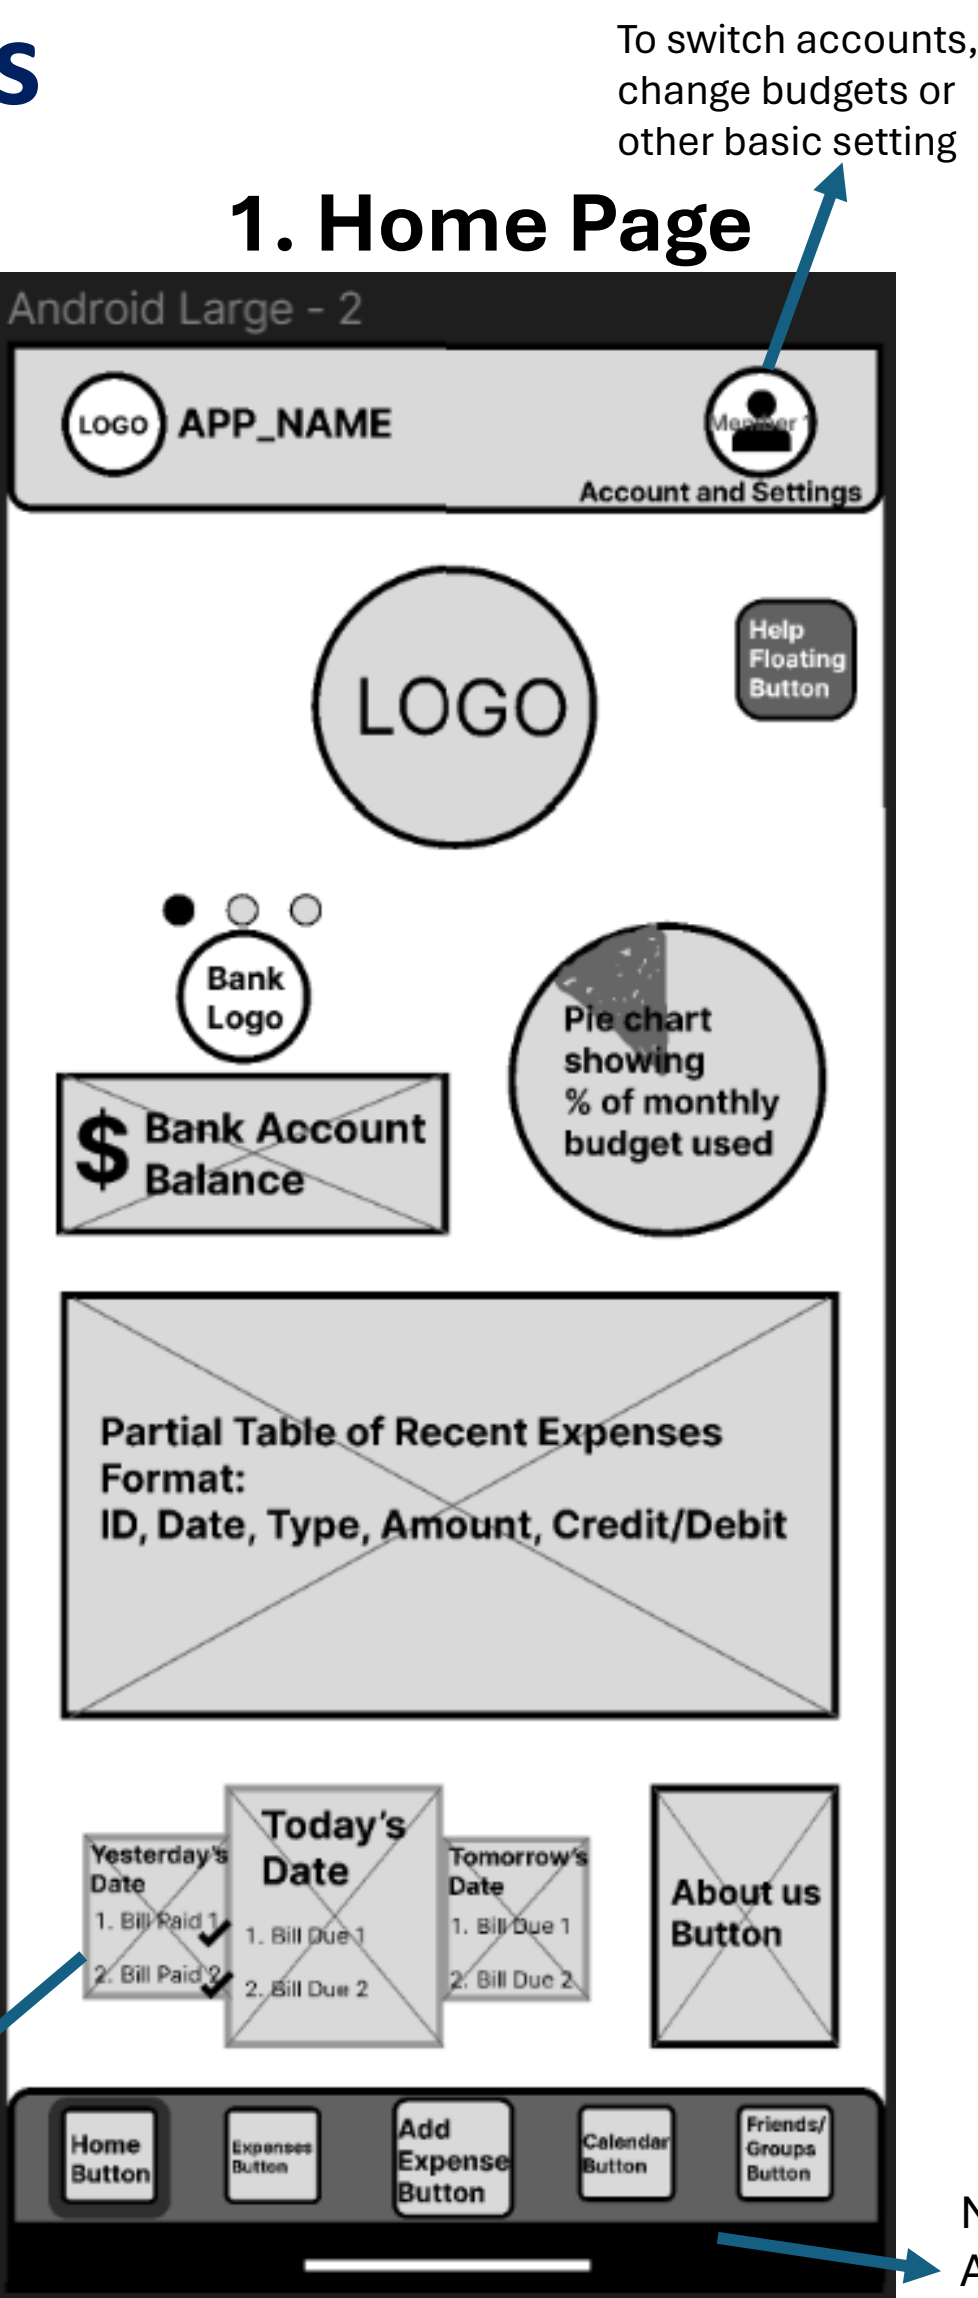 s
To switch accounts,
change budgets or
other basic setting
1. Home Page
Android Large - 2
LOGO
APP_NAME
Member 1
Account and Settings
LOGO
Help
Floating
Button
Bank
Logo
$ Bank Account
Balance
Pie chart
showing
% of monthly
budget used
Partial Table of Recent Expenses
Format:
ID, Date, Type, Amount, Credit/Debit
Yesterday's
Date
1. Bill Paid 1
2. Bill Paid 2
Today's
Date
1. Bill Due 1
2. Bill Due 2
Tomorrow's
Date
1. Bill Due 1
2. Bill Due 2
About us
Button
Home
Button
Expenses
Button
Add
Expense
Button
Calendar
Button
Friends/
Groups
Button